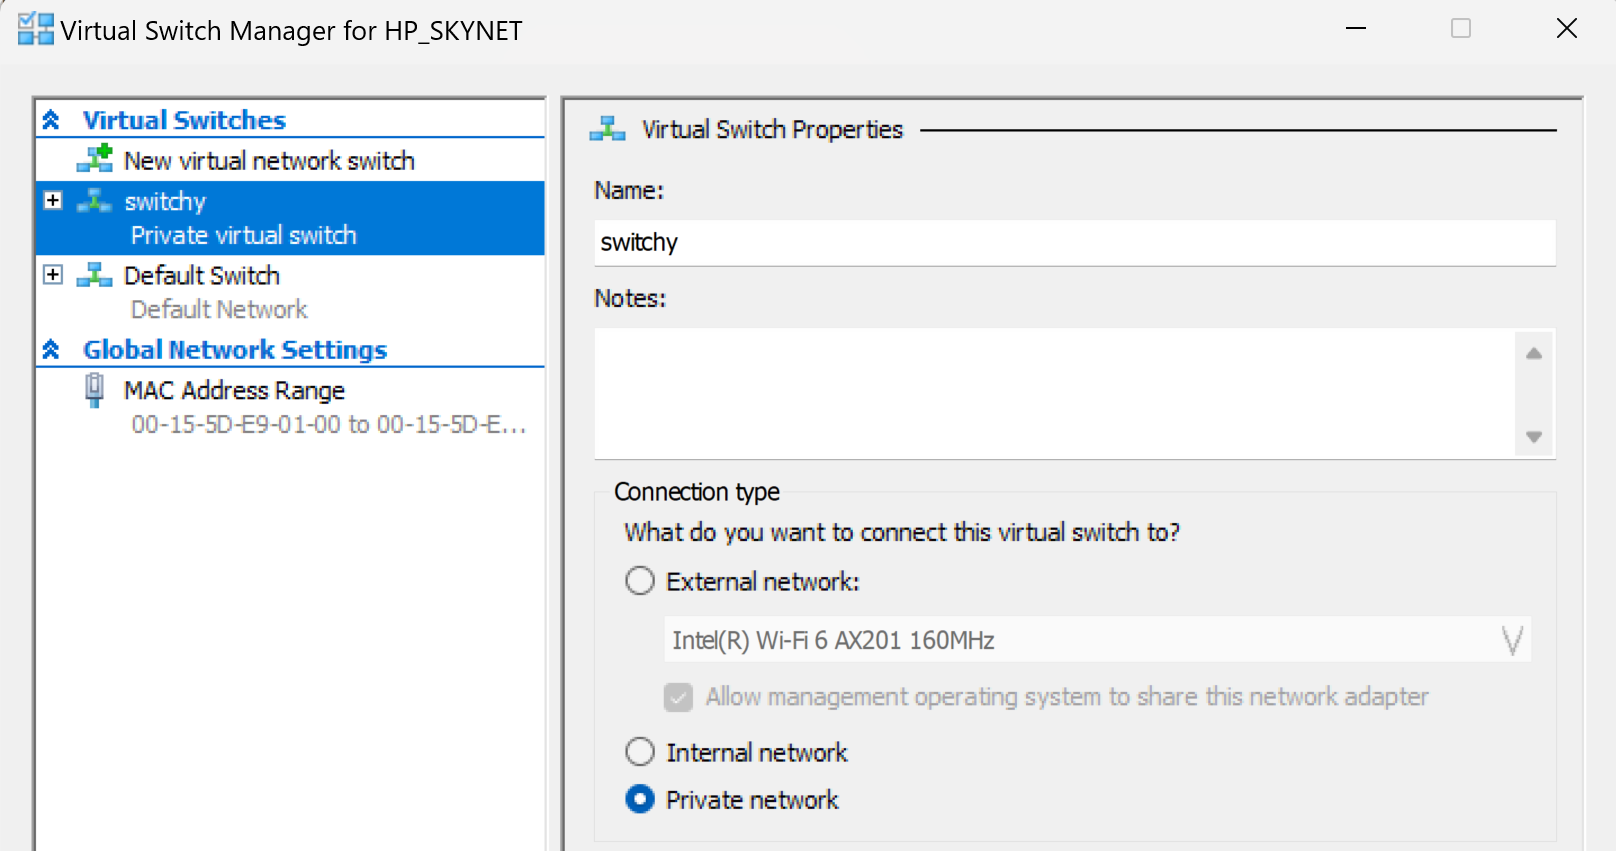 Virtual Switch Manager for HP_SKYNET
Virtual Switches
New virtual network switch
switchy
Private virtual switch
Default Switch
Default Network
Global Network Settings
MAC Address Range
00-15-5D-E9-01-00 to 00-15-5D-E...
Virtual Switch Properties
Name:
switchy
Notes:
Connection type
What do you want to connect this virtual switch to?
External network:
Intel(R) Wi-Fi 6 AX201 160MHz
Allow management operating system to share this network adapter
Internal network
Private network